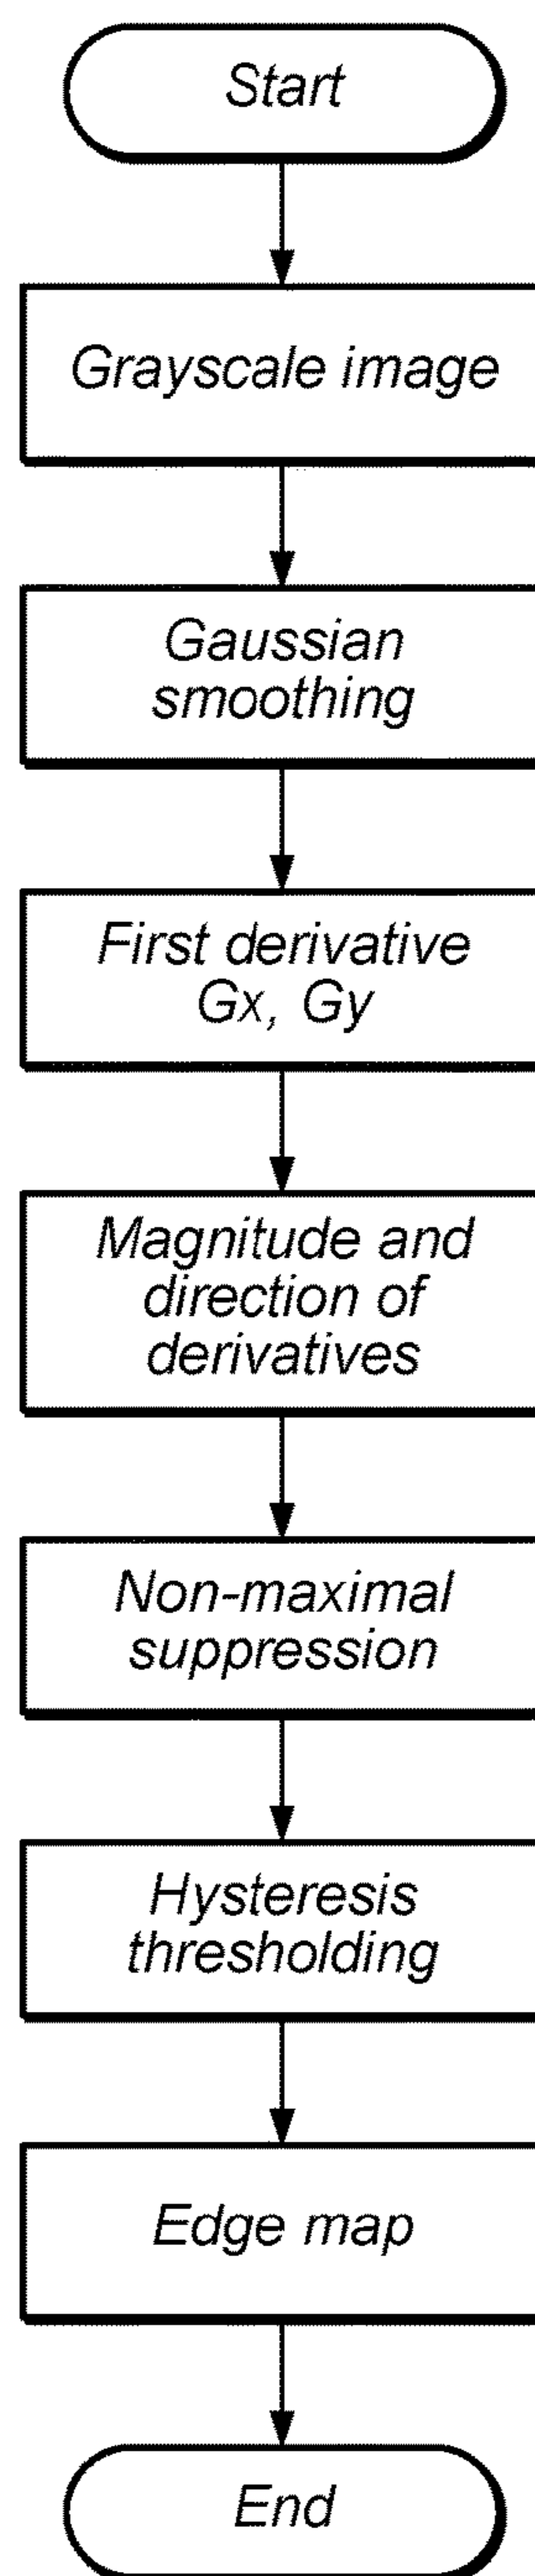 Start
Grayscale image
Gaussian
smoothing
First derivative
Gx, Gy
Magnitude and
direction of
derivatives
Non-maximal
suppression
Hysteresis
thresholding
Edge map
End